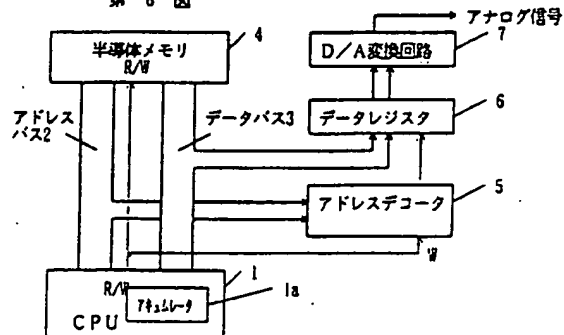 第 6 図
アナログ信号
4
7
半導体メモリ
R/W
D/A変換回路
6
アドレス
バス2
データバス3
データレジスタ
5
アドレスデコータ
W
1
R/W
1a
アキュムレータ
CPU